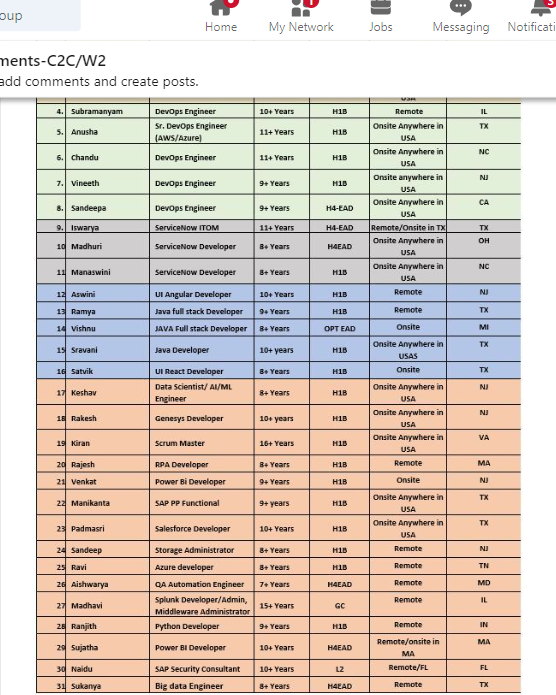 oup
Home My Network Jobs Messaging Notificati
ments-C2C/W2
add comments and create posts.
USA
4. Subramanyam DevOps Engineer 10+ Years H1B Remote IL
5. Anusha Sr. DevOps Engineer (AWS/Azure) 11+ Years H1B Onsite Anywhere in USA TX
6. Chandu DevOps Engineer 11+ Years H1B Onsite Anywhere in USA NC
7. Vineeth DevOps Engineer 9+ Years H1B Onsite anywhere in USA NJ
8. Sandeepa DevOps Engineer 9+ Years H4-EAD Onsite Anywhere in USA CA
9. Iswarya ServiceNow ITOM 11+ Years H4-EAD Remote/Onsite in TX TX
10 Madhuri ServiceNow Developer 8+ Years H4EAD Onsite Anywhere in USA OH
11 Manaswini ServiceNow Developer 8+ Years H1B Onsite Anywhere in USA NC
12 Aswini UI Angular Developer 10+ Years H1B Remote NJ
13 Ramya Java full stack Developer 9+ Years H1B Remote TX
14 Vishnu JAVA Full stack Developer 8+ Years OPT EAD Onsite MI
15 Sravani Java Developer 10+ years H1B Onsite Anywhere in USAS TX
16 Satvik UI React Developer 8+ Years H1B Onsite TX
17 Keshav Data Scientist/ AI/ML Engineer 8+ Years H1B Onsite Anywhere in USA NJ
18 Rakesh Genesys Developer 10+ years H1B Onsite Anywhere in USA NJ
19 Kiran Scrum Master 16+ Years H1B Onsite Anywhere in USA VA
20 Rajesh RPA Developer 8+ Years H1B Remote MA
21 Venkat Power Bi Developer 9+ Years H1B Onsite NJ
22 Manikanta SAP PP Functional 9+ years H1B Onsite Anywhere in USA TX
23 Padmasri Salesforce Developer 10+ Years H1B Onsite Anywhere in USA TX
24 Sandeep Storage Administrator 8+ Years H1B Remote NJ
25 Ravi Azure developer 8+ Years H1B Remote TN
26 Aishwarya QA Automation Engineer 7+ Years H4EAD Remote MD
27 Madhavi Splunk Developer/Admin, Middleware Administrator 15+ Years GC Remote IL
28 Ranjith Python Developer 9+ Years H1B Remote IN
29 Sujatha Power BI Developer 10+ Years H4EAD Remote/onsite in MA MA
30 Naidu SAP Security Consultant 10+ Years L2 Remote/FL FL
31 Sukanya Big data Engineer 8+ Years H4EAD Remote TX